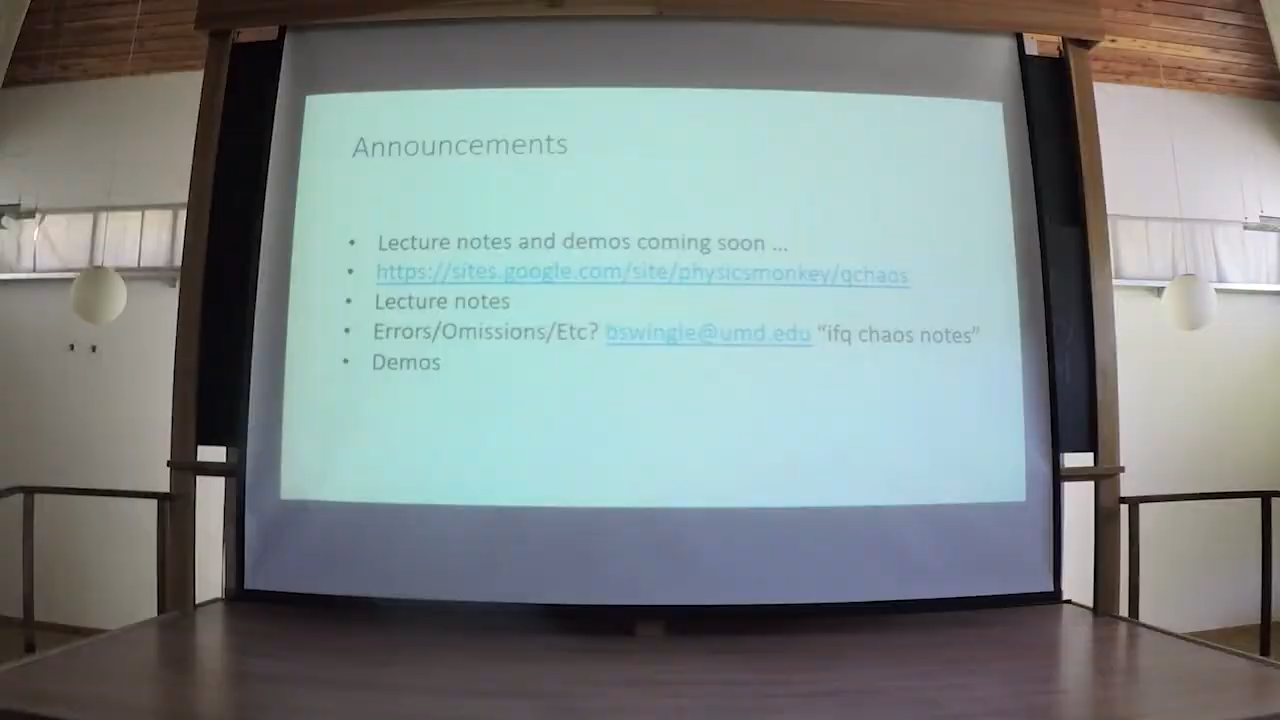 Announcements
• Lecture notes and demos coming soon ...
• https://sites.google.com/site/physicsmonkey/qchaos
• Lecture notes
• Errors/Omissions/Etc? bswingle@umd.edu “ifq chaos notes”
• Demos